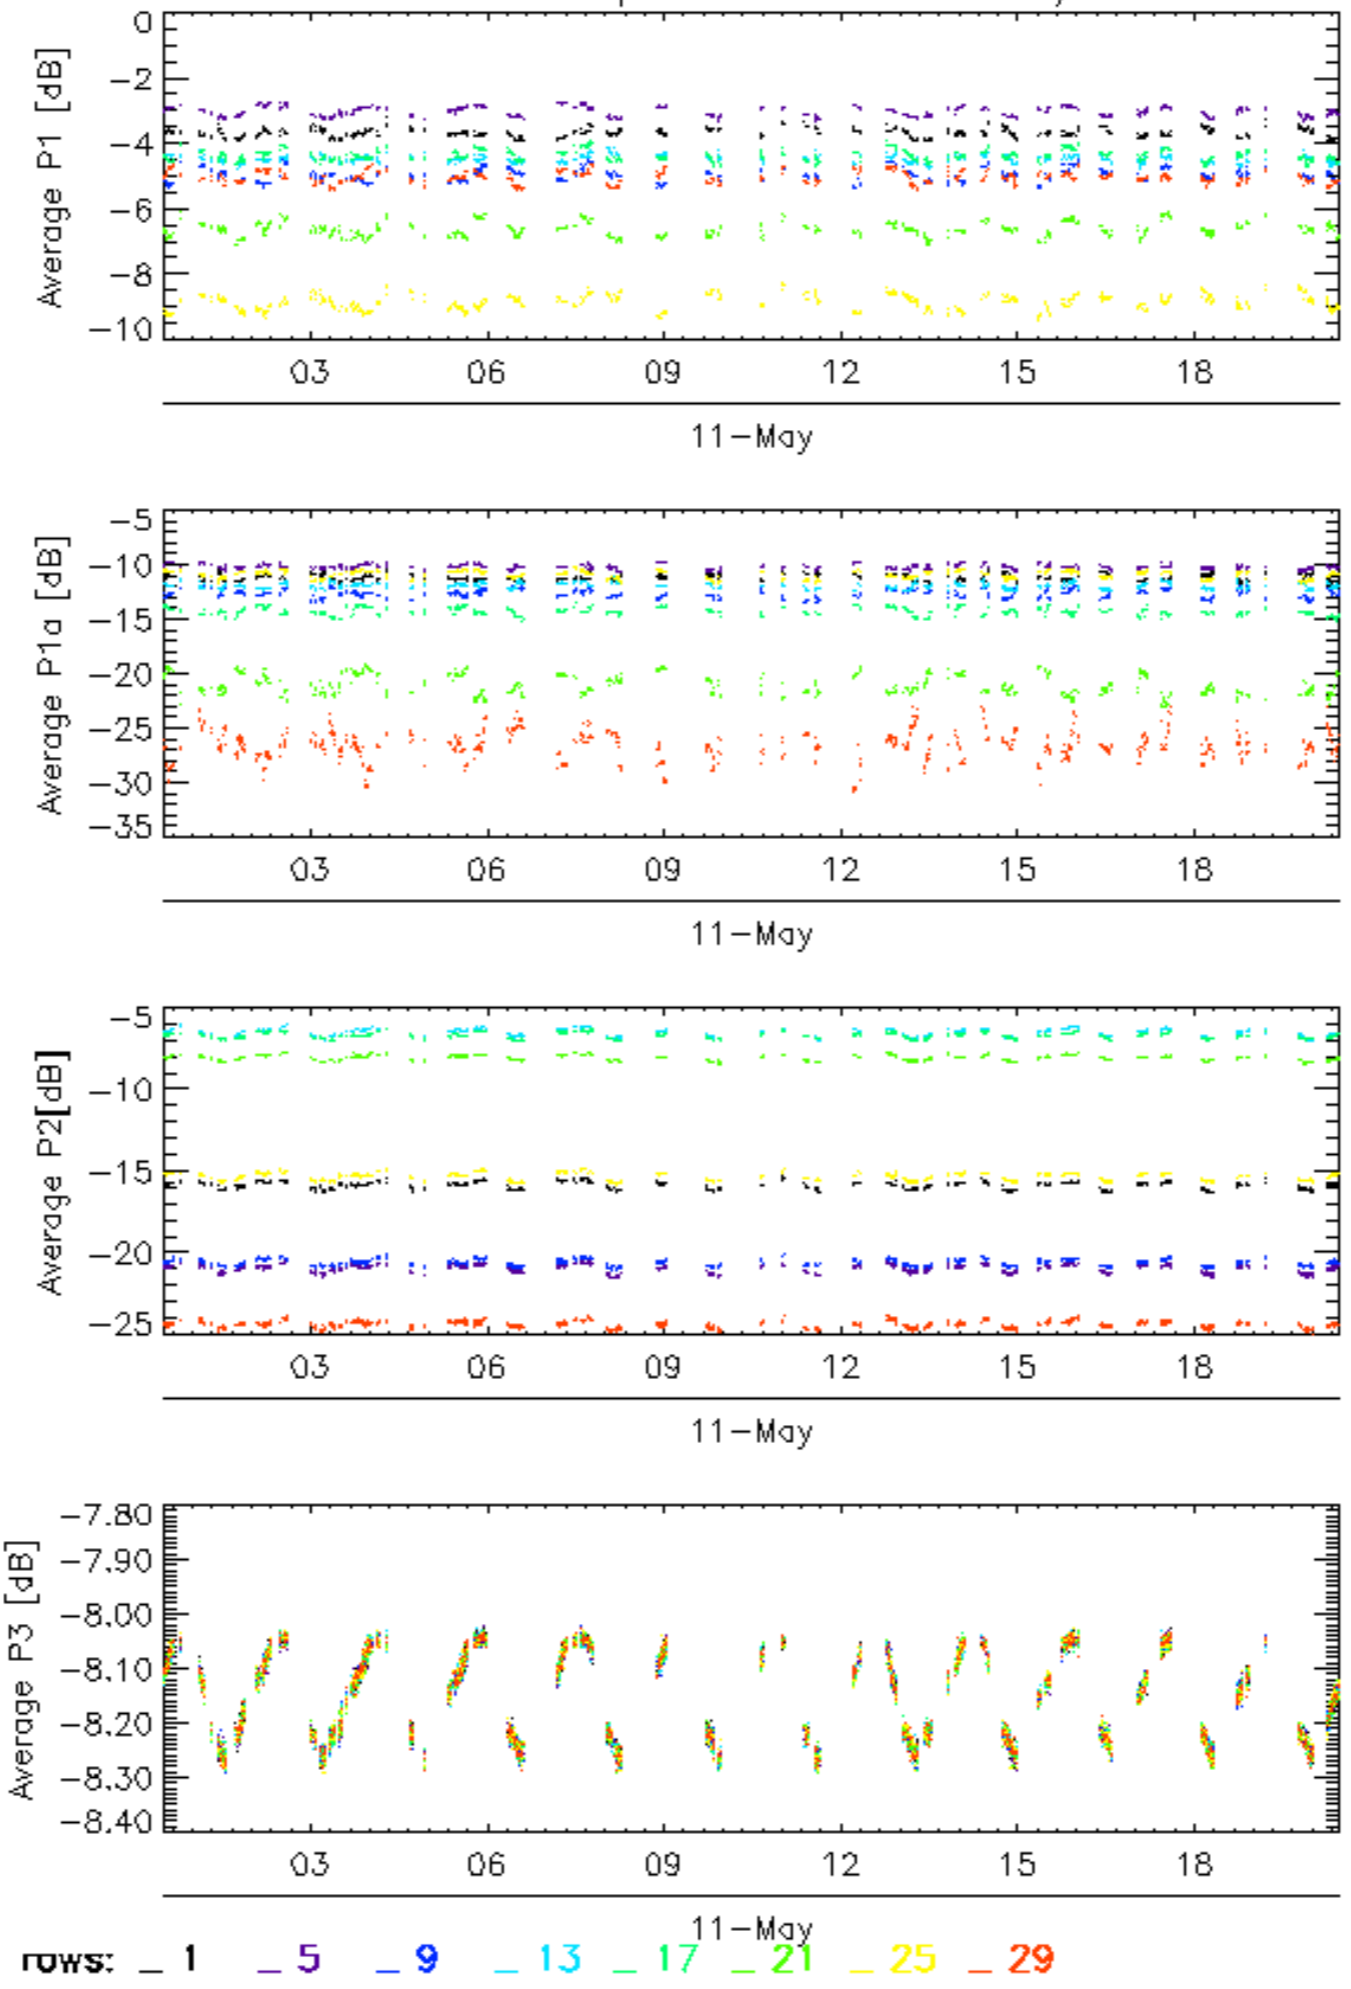 0
Average P1 [dB]
−2
−4
−6
−8
−10
03 06 09 12 15 18
11−May
−5
Average P1a [dB]
−10
−15
−20
−25
−30
−35
03 06 09 12 15 18
11−May
−5
Average P2[dB]
−10
−15
−20
−25
03 06 09 12 15 18
11−May
−7.80
Average P3 [dB]
−7.90
−8.00
−8.10
−8.20
−8.30
−8.40
03 06 09 12 15 18
11−May
rows: _ 1 _ 5 _ 9 _ 13 _ 17 _ 21 _ 25 _ 29